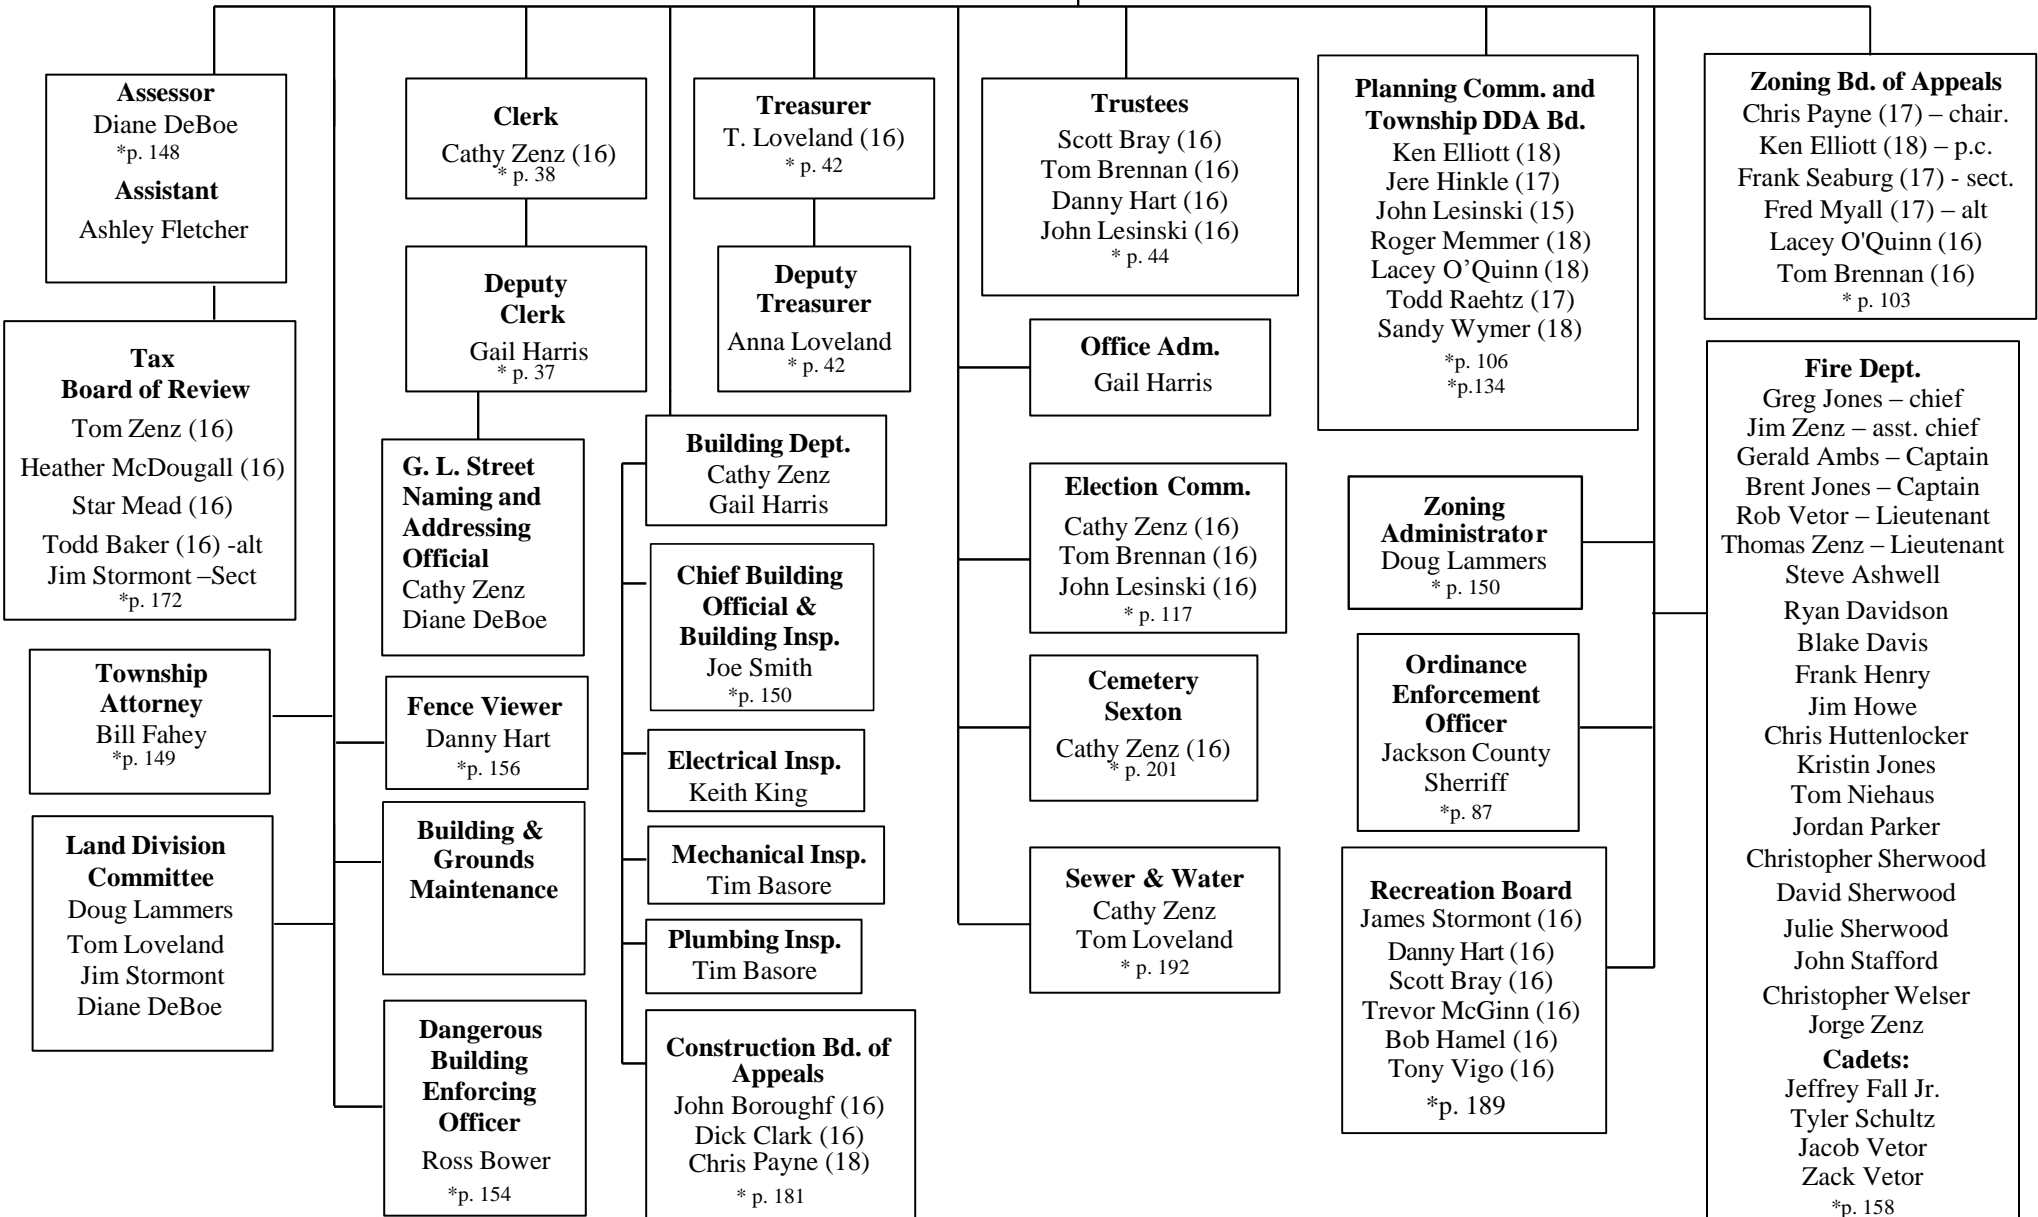 Assessor
Diane DeBoe
*p. 148
Assistant
Ashley Fletcher
Tax
Board of Review
Tom Zenz (16)
Heather McDougall (16)
Star Mead (16)
Todd Baker (16) -alt
Jim Stormont –Sect
*p. 172
Township
Attorney
Bill Fahey
*p. 149
Land Division
Committee
Doug Lammers
Tom Loveland
Jim Stormont
Diane DeBoe
Clerk
Cathy Zenz (16)
* p. 38
Deputy
Clerk
Gail Harris
* p. 37
G. L. Street
Naming and
Addressing
Official
Cathy Zenz
Diane DeBoe
Fence Viewer
Danny Hart
*p. 156
Building &
Grounds
Maintenance
Dangerous
Building
Enforcing
Officer
Ross Bower
*p. 154
Treasurer
T. Loveland (16)
* p. 42
Deputy
Treasurer
Anna Loveland
* p. 42
Building Dept.
Cathy Zenz
Gail Harris
Chief Building
Official &
Building Insp.
Joe Smith
*p. 150
Electrical Insp.
Keith King
Mechanical Insp.
Tim Basore
Plumbing Insp.
Tim Basore
Construction Bd. of
Appeals
John Boroughf (16)
Dick Clark (16)
Chris Payne (18)
* p. 181
Trustees
Scott Bray (16)
Tom Brennan (16)
Danny Hart (16)
John Lesinski (16)
* p. 44
Office Adm.
Gail Harris
Election Comm.
Cathy Zenz (16)
Tom Brennan (16)
John Lesinski (16)
* p. 117
Cemetery
Sexton
Cathy Zenz (16)
* p. 201
Sewer & Water
Cathy Zenz
Tom Loveland
* p. 192
Planning Comm. and
Township DDA Bd.
Ken Elliott (18)
Jere Hinkle (17)
John Lesinski (15)
Roger Memmer (18)
Lacey O’Quinn (18)
Todd Raehtz (17)
Sandy Wymer (18)
*p. 106
*p.134
Zoning
Administrator
Doug Lammers
* p. 150
Ordinance
Enforcement
Officer
Jackson County
Sherriff
*p. 87
Recreation Board
James Stormont (16)
Danny Hart (16)
Scott Bray (16)
Trevor McGinn (16)
Bob Hamel (16)
Tony Vigo (16)
*p. 189
Zoning Bd. of Appeals
Chris Payne (17) – chair.
Ken Elliott (18) – p.c.
Frank Seaburg (17) - sect.
Fred Myall (17) – alt
Lacey O'Quinn (16)
Tom Brennan (16)
* p. 103
Fire Dept.
Greg Jones – chief
Jim Zenz – asst. chief
Gerald Ambs – Captain
Brent Jones – Captain
Rob Vetor – Lieutenant
Thomas Zenz – Lieutenant
Steve Ashwell
Ryan Davidson
Blake Davis
Frank Henry
Jim Howe
Chris Huttenlocker
Kristin Jones
Tom Niehaus
Jordan Parker
Christopher Sherwood
David Sherwood
Julie Sherwood
John Stafford
Christopher Welser
Jorge Zenz
Cadets:
Jeffrey Fall Jr.
Tyler Schultz
Jacob Vetor
Zack Vetor
*p. 158